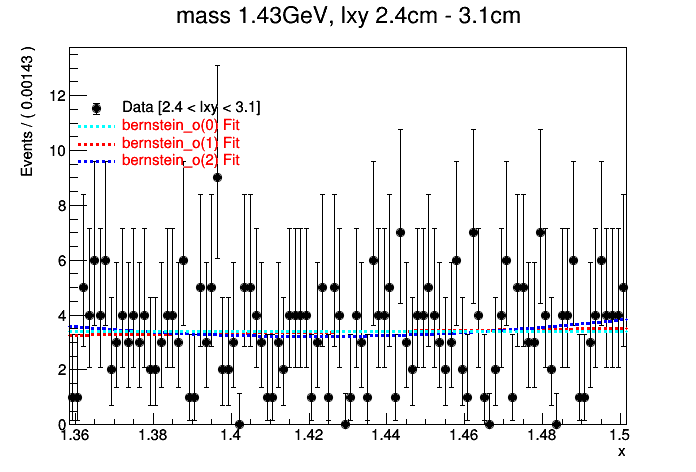 mass 1.43GeV, lxy 2.4cm - 3.1cm
Events / ( 0.00143 )
12
10
8
6
4
2
0
Data [2.4 < lxy < 3.1]
bernstein_o(0) Fit
bernstein_o(1) Fit
bernstein_o(2) Fit
1.36 1.38 1.4 1.42 1.44 1.46 1.48 1.5
x